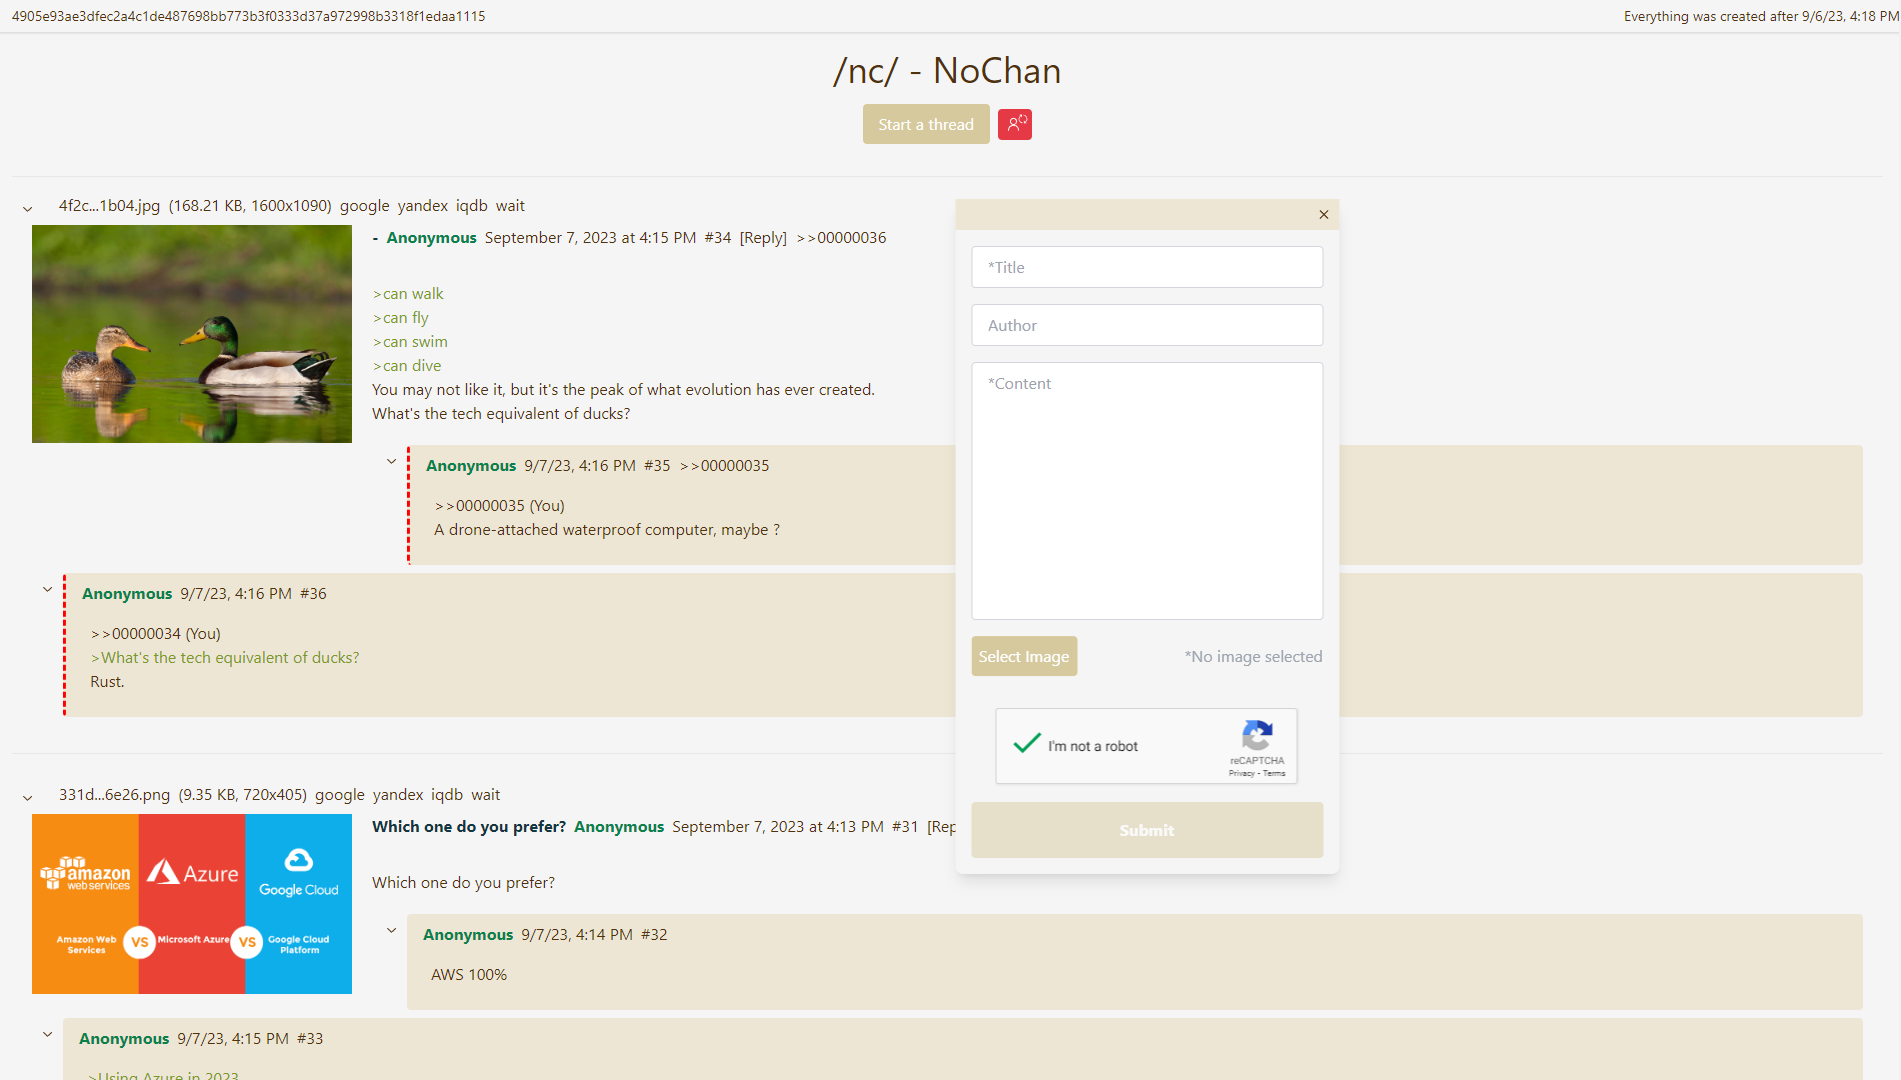 4905e93ae3dfec2a4c1de487698bb773b3f0333d37a972998b3318f1edaa1115
Everything was created after 9/6/23, 4:18 PM
/nc/ - NoChan
Start a thread
4f2c...1b04.jpg (168.21 KB, 1600x1090) google yandex iqdb wait
- Anonymous September 7, 2023 at 4:15 PM #34 [Reply] >>00000036
>can walk
>can fly
>can swim
>can dive
You may not like it, but it's the peak of what evolution has ever created.
What's the tech equivalent of ducks?
Anonymous 9/7/23, 4:16 PM #35 >>00000035
>>00000035 (You)
A drone-attached waterproof computer, maybe ?
Anonymous 9/7/23, 4:16 PM #36
>>00000034 (You)
>What's the tech equivalent of ducks?
Rust.
*Title
Author
*Content
Select Image
*No image selected
I'm not a robot
reCAPTCHA
Privacy - Terms
Submit
331d...6e26.png (9.35 KB, 720x405) google yandex iqdb wait
Which one do you prefer? Anonymous September 7, 2023 at 4:13 PM #31 [Rep
Which one do you prefer?
amazon
web services
Azure
Google Cloud
Amazon Web
Services
VS
Microsoft Azure
VS
Google Cloud
Platform
Anonymous 9/7/23, 4:14 PM #32
AWS 100%
Anonymous 9/7/23, 4:15 PM #33
>Using Azure in 2023